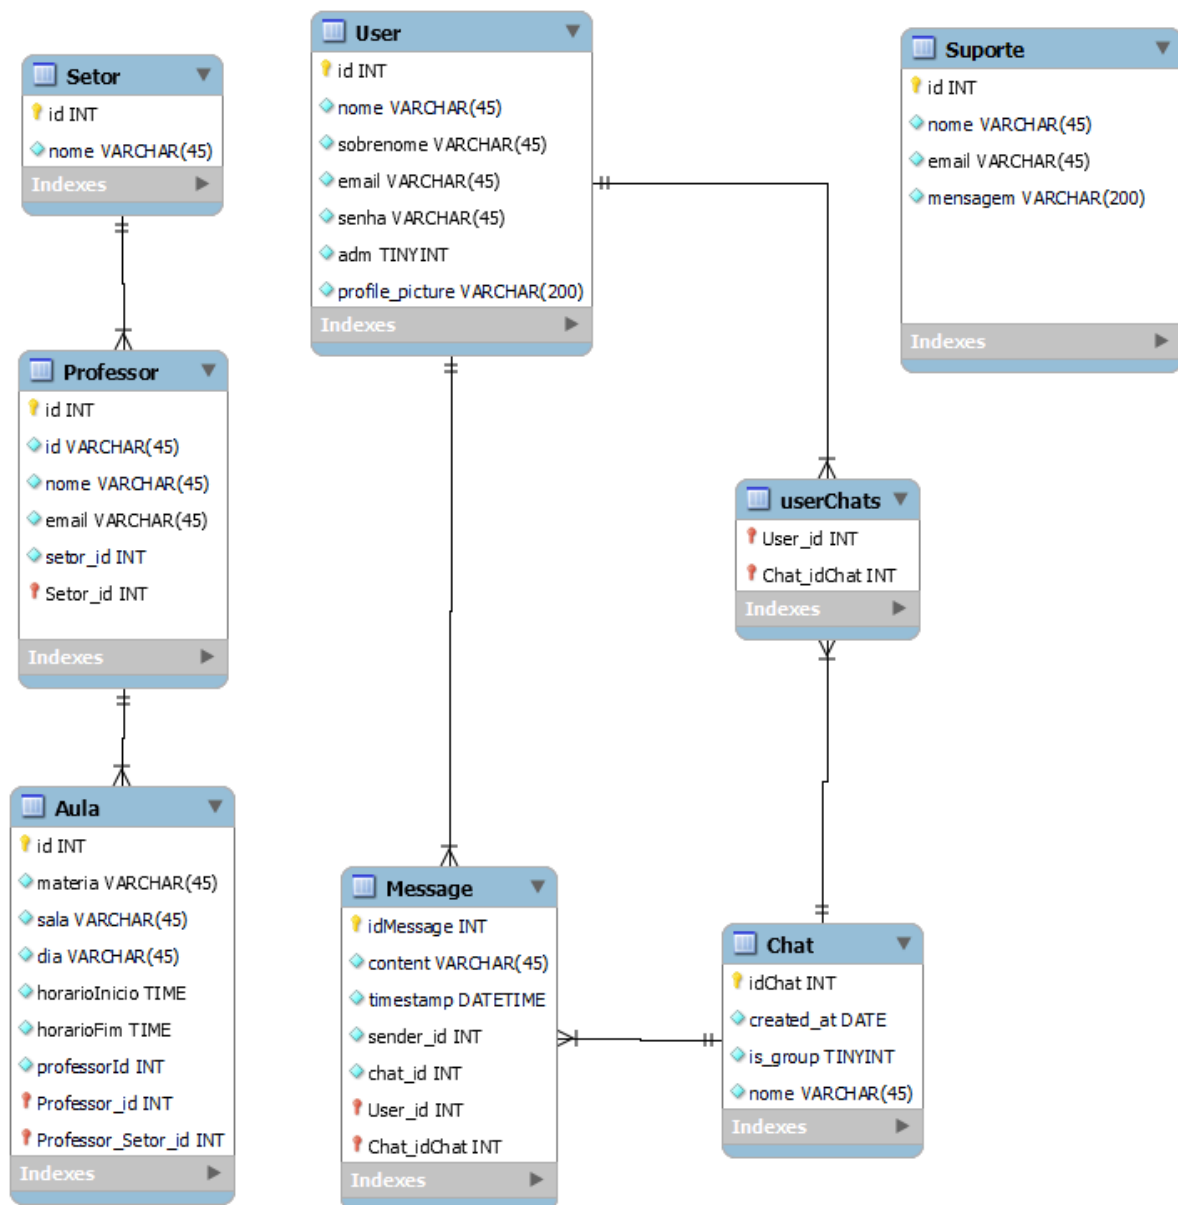 Setor
id INT
nome VARCHAR(45)
Indexes
Professor
id INT
id VARCHAR(45)
nome VARCHAR(45)
email VARCHAR(45)
setor_id INT
Setor_id INT
Indexes
Aula
id INT
materia VARCHAR(45)
sala VARCHAR(45)
dia VARCHAR(45)
horarioInicio TIME
horarioFim TIME
professorId INT
Professor_id INT
Professor_Setor_id INT
Indexes
User
id INT
nome VARCHAR(45)
sobrenome VARCHAR(45)
email VARCHAR(45)
senha VARCHAR(45)
adm TINYINT
profile_picture VARCHAR(200)
Indexes
Message
idMessage INT
content VARCHAR(45)
timestamp DATETIME
sender_id INT
chat_id INT
User_id INT
Chat_idChat INT
Indexes
Suporte
id INT
nome VARCHAR(45)
email VARCHAR(45)
mensagem VARCHAR(200)
Indexes
userChats
User_id INT
Chat_idChat INT
Indexes
Chat
idChat INT
created_at DATE
is_group TINYINT
nome VARCHAR(45)
Indexes